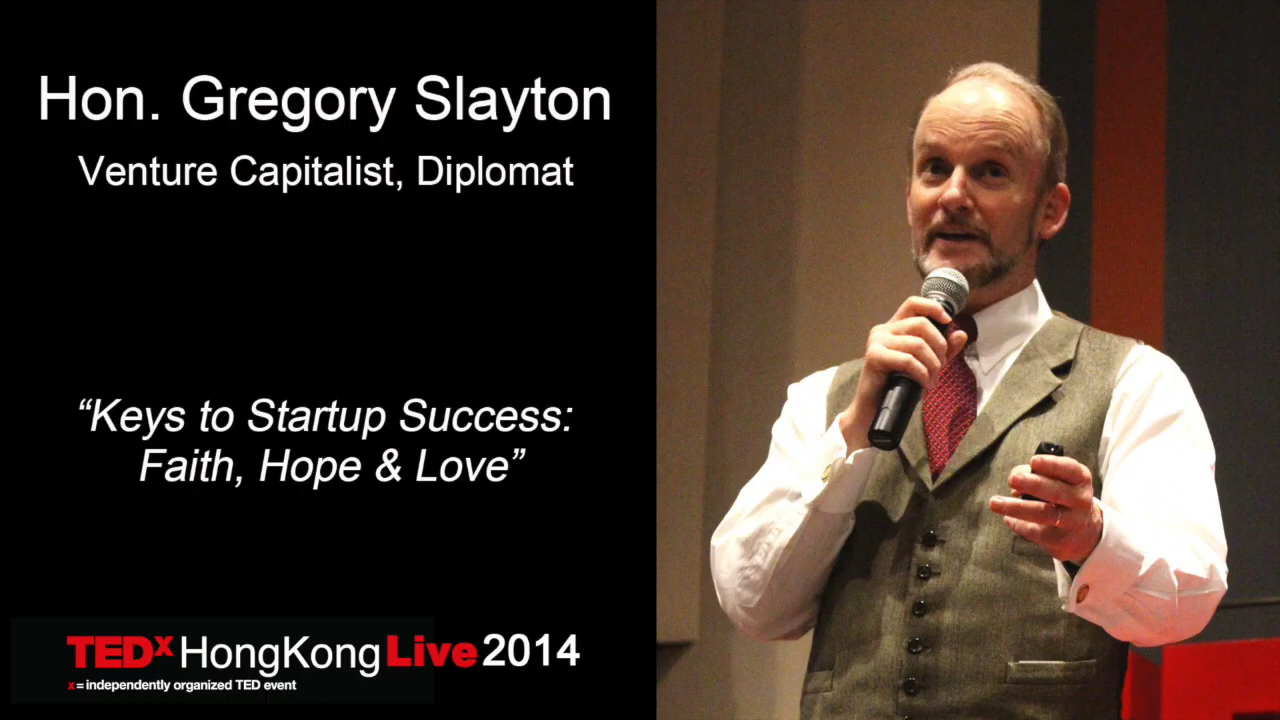 Hon. Gregory Slayton
Venture Capitalist, Diplomat
“Keys to Startup Success:
Faith, Hope & Love”
TEDx HongKong Live 2014
x = independently organized TED event